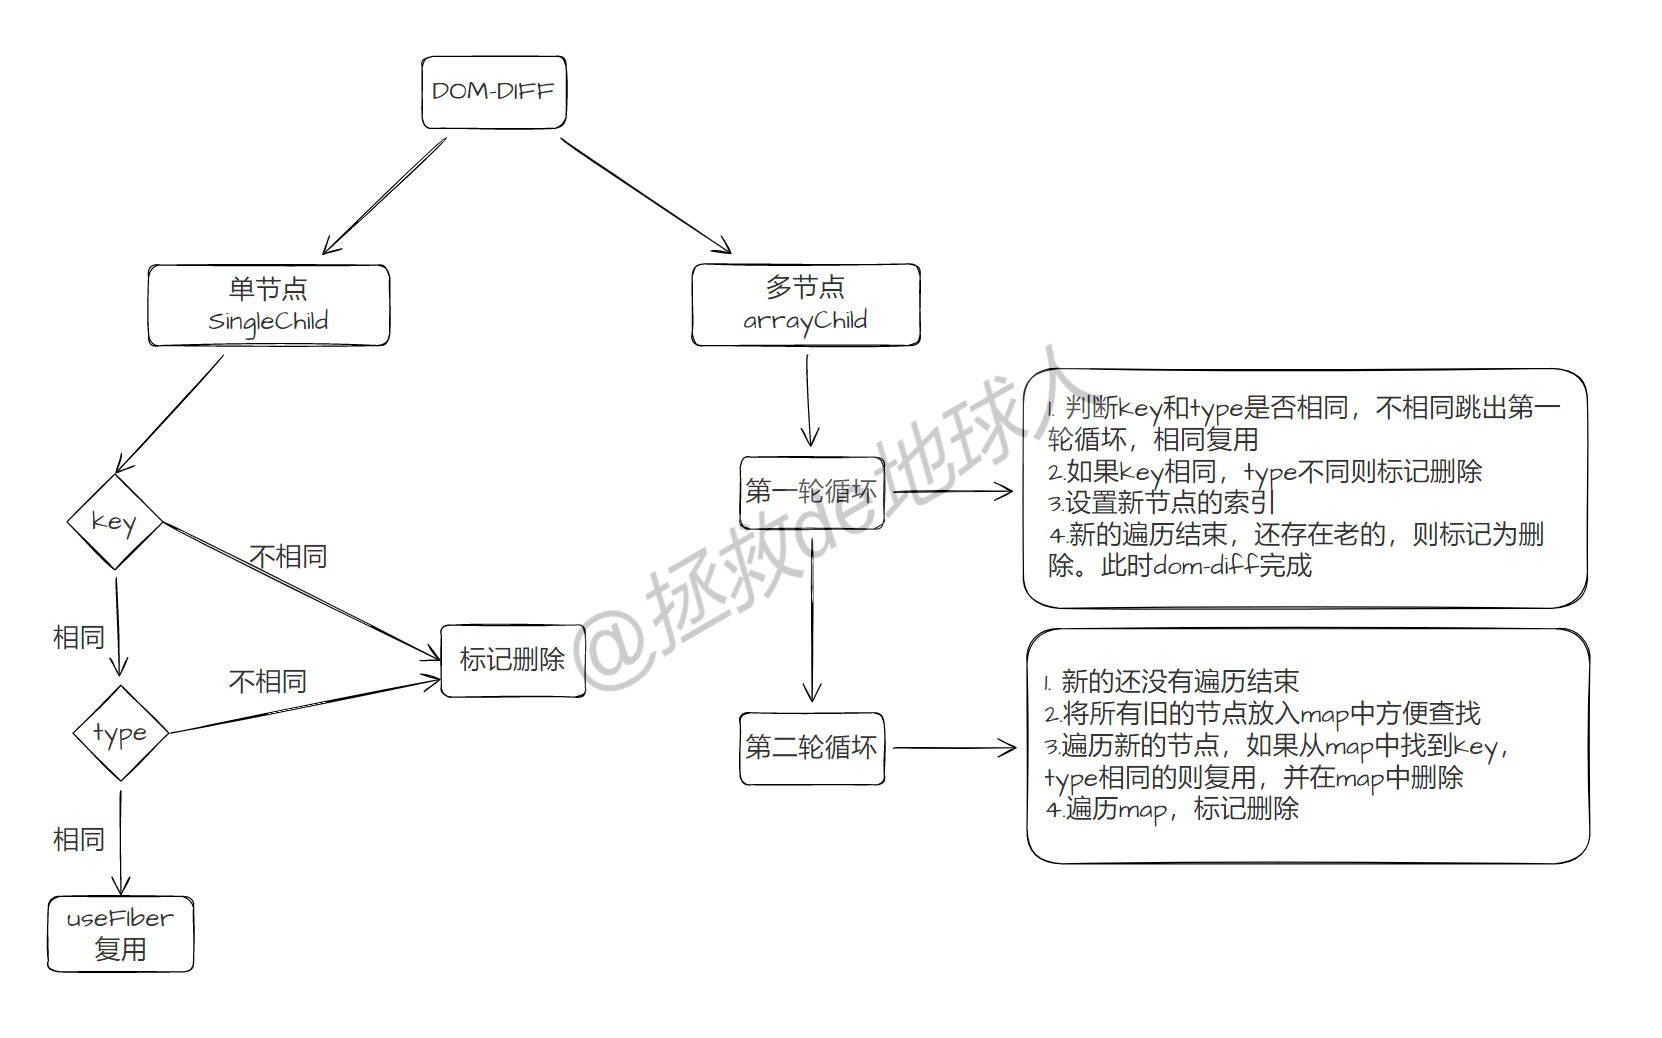 DOM-DIFF
单节点
SingleChild
多节点
arrayChild
key
不相同
相同
type
不相同
标记删除
相同
useFIber
复用
第一轮循坏
1. 判断key和type是否相同，不相同跳出第一
轮循坏，相同复用
2.如果key相同，type不同则标记删除
3.设置新节点的索引
4.新的遍历结束，还存在老的，则标记为删
除。此时dom-diff完成
第二轮循坏
1. 新的还没有遍历结束
2.将所有旧的节点放入map中方便查找
3.遍历新的节点，如果从map中找到key，
type相同的则复用，并在map中删除
4.遍历map，标记删除
@拯救de地球人